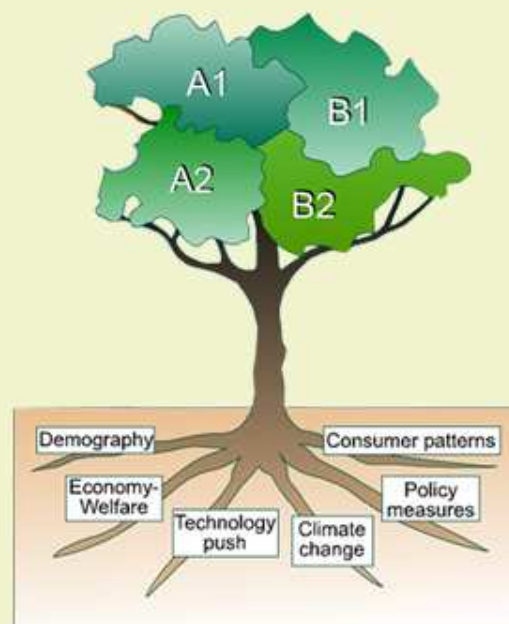 A1
B1
A2
B2
Demography
Consumer patterns
Economy-
Welfare
Policy
measures
Technology
push
Climate
change